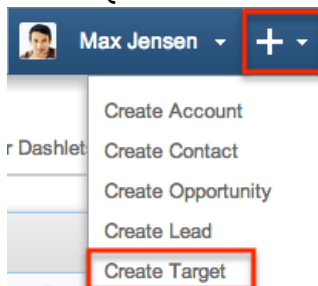 Max Jensen
Create Account
r Dashlet
Create Contact
Create Opportunity
Create Lead
Create Target